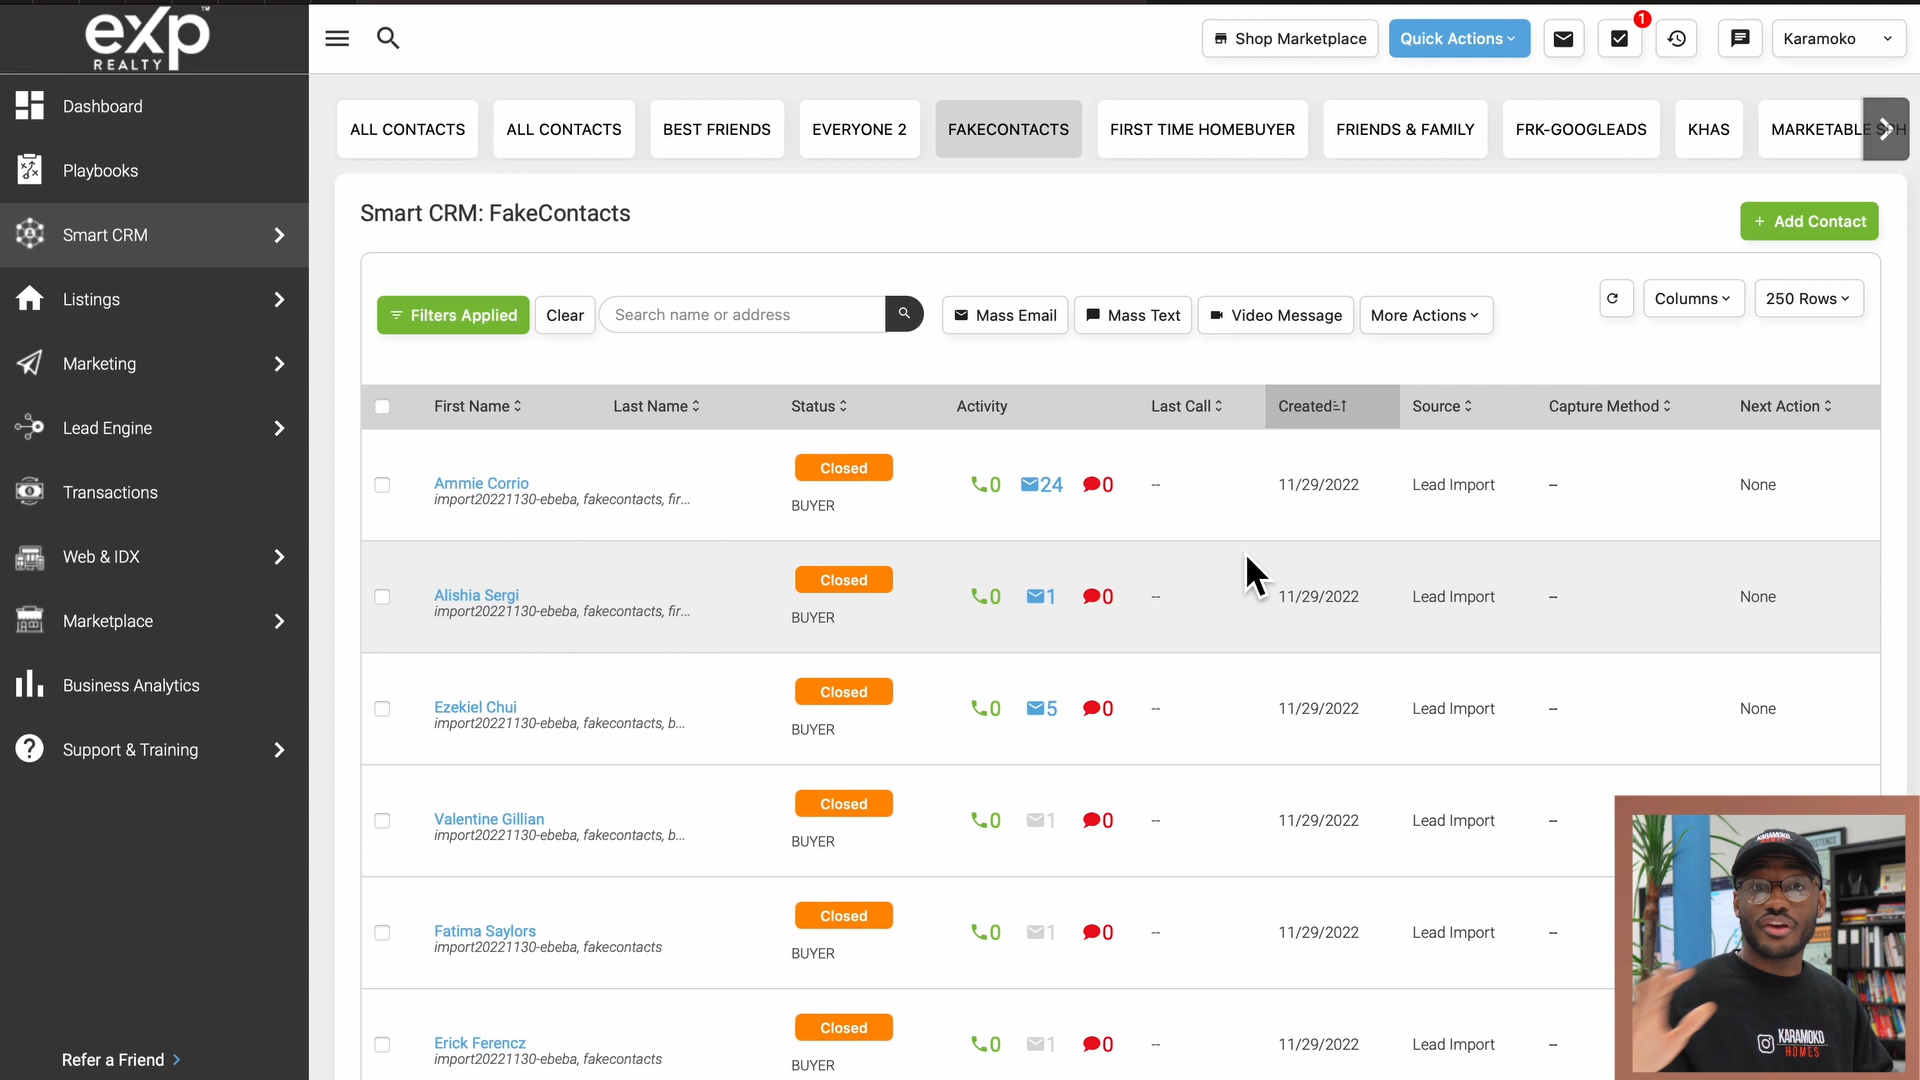 eXp
™
REALTY
Shop Marketplace
Quick Actions
1
Karamoko
Dashboard
Playbooks
Smart CRM
Listings
Marketing
Lead Engine
Transactions
Web & IDX
Marketplace
Business Analytics
Support & Training
Refer a Friend
ALL CONTACTS
ALL CONTACTS
BEST FRIENDS
EVERYONE 2
FAKECONTACTS
FIRST TIME HOMEBUYER
FRIENDS & FAMILY
FRK-GOOGLEADS
KHAS
MARKETABLE SPH
Smart CRM: FakeContacts
+ Add Contact
Filters Applied
Clear
Search name or address
Mass Email
Mass Text
Video Message
More Actions
Columns
250 Rows
First Name Last Name Status Activity Last Call Created Source Capture Method Next Action
Ammie Corrio
import20221130-ebeba, fakecontacts, fir...
Closed
BUYER
0 24 0 -- 11/29/2022 Lead Import -- None
Alishia Sergi
import20221130-ebeba, fakecontacts, fir...
Closed
BUYER
0 1 0 -- 11/29/2022 Lead Import -- None
Ezekiel Chui
import20221130-ebeba, fakecontacts, b...
Closed
BUYER
0 5 0 -- 11/29/2022 Lead Import -- None
Valentine Gillian
import20221130-ebeba, fakecontacts, b...
Closed
BUYER
0 1 0 -- 11/29/2022 Lead Import --
Fatima Saylors
import20221130-ebeba, fakecontacts
Closed
BUYER
0 1 0 -- 11/29/2022 Lead Import --
Erick Ferencz
import20221130-ebeba, fakecontacts
Closed
BUYER
0 1 0 -- 11/29/2022 Lead Import --
KARAMOKO
HOMES
KARAMOKO
HOMES